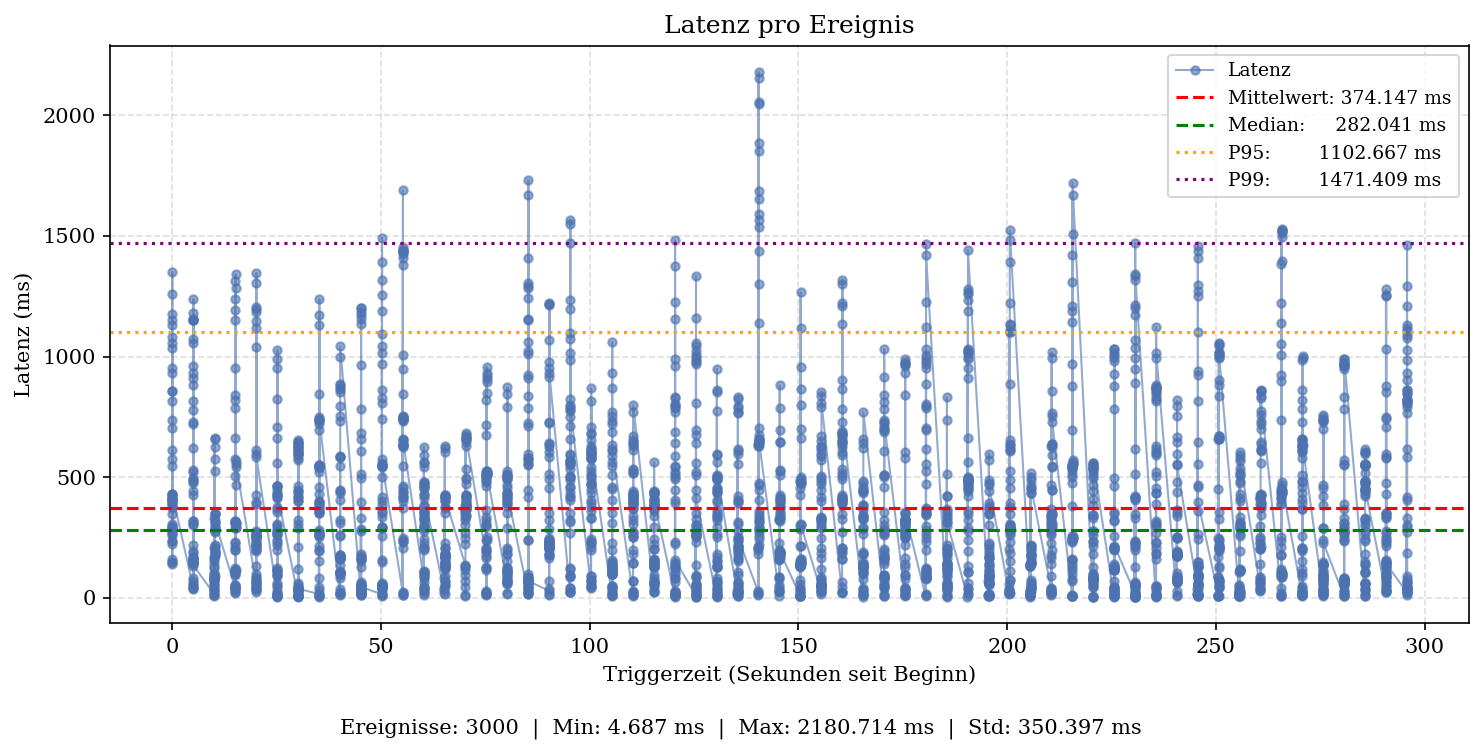 Latenz pro Ereignis
Latenz (ms)
2000
1500
1000
500
0
Latenz
Mittelwert: 374.147 ms
Median: 282.041 ms
P95: 1102.667 ms
P99: 1471.409 ms
0 50 100 150 200 250 300
Triggerzeit (Sekunden seit Beginn)
Ereignisse: 3000 | Min: 4.687 ms | Max: 2180.714 ms | Std: 350.397 ms